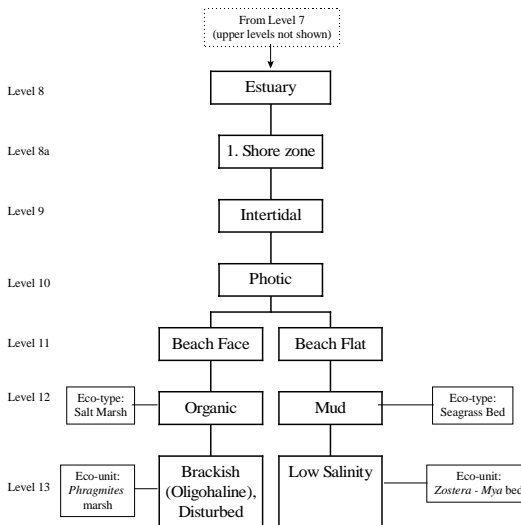 From Level 7
(upper levels not shown)
Level 8
Estuary
Level 8a
1. Shore zone
Level 9
Intertidal
Level 10
Photic
Level 11
Beach Face
Beach Flat
Level 12
Eco-type:
Salt Marsh
Organic
Mud
Eco-type:
Seagrass Bed
Level 13
Eco-unit:
Phragmites
marsh
Brackish
(Oligohaline),
Disturbed
Low Salinity
Eco-unit:
Zostera - Mya bed